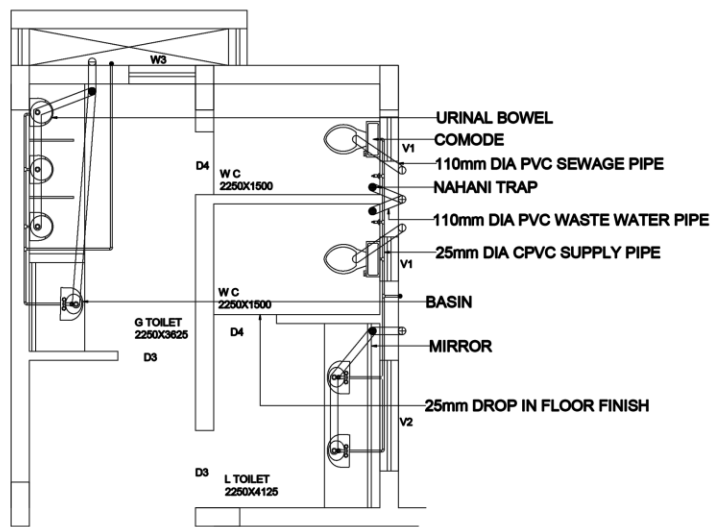 W3
URINAL BOWEL
COMODE
V1
110mm DIA PVC SEWAGE PIPE
D4
W C
2250X1500
NAHANI TRAP
110mm DIA PVC WASTE WATER PIPE
25mm DIA CPVC SUPPLY PIPE
V1
W C
2250X1500
BASIN
G TOILET
2250X3625
D4
D3
MIRROR
25mm DROP IN FLOOR FINISH
V2
D3
L TOILET
2250X4125